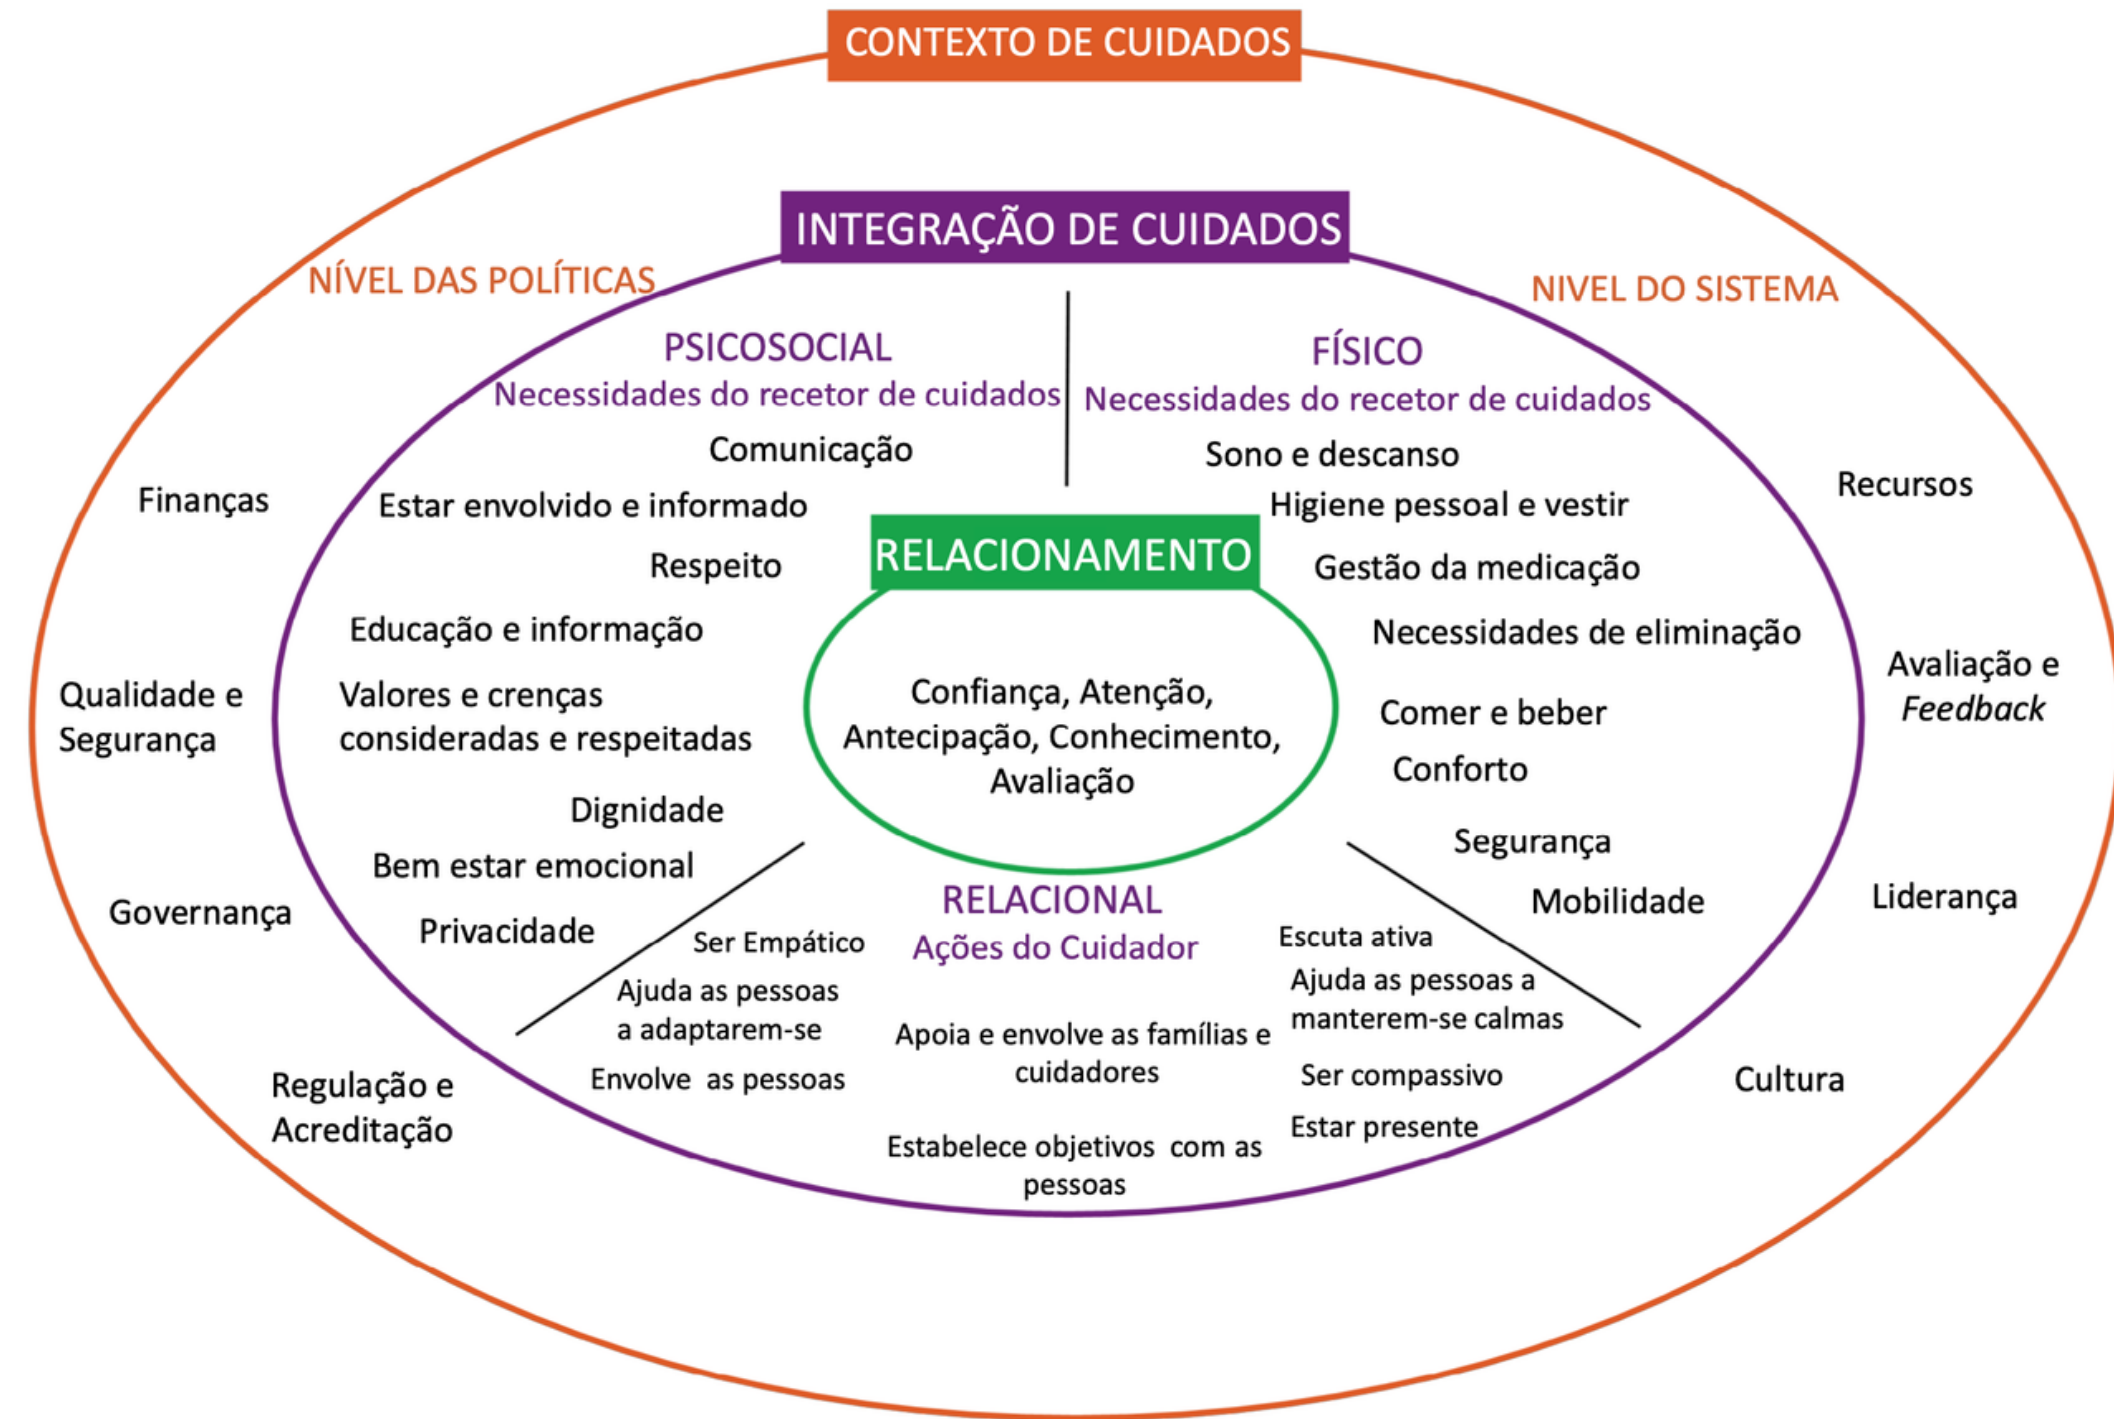 CONTEXTO DE CUIDADOS
INTEGRAÇÃO DE CUIDADOS
NÍVEL DAS POLÍTICAS
NIVEL DO SISTEMA
PSICOSOCIAL
Necessidades do recetor de cuidados
FÍSICO
Necessidades do recetor de cuidados
Comunicação
Estar envolvido e informado
Respeito
Educação e informação
Valores e crenças
consideradas e respeitadas
Dignidade
Bem estar emocional
Privacidade
Sono e descanso
Higiene pessoal e vestir
Gestão da medicação
Necessidades de eliminação
Comer e beber
Conforto
Segurança
Mobilidade
RELACIONAMENTO
Confiança, Atenção,
Antecipação, Conhecimento,
Avaliação
RELACIONAL
Ações do Cuidador
Ser Empático
Ajuda as pessoas
a adaptarem-se
Envolve as pessoas
Apoia e envolve as famílias e
cuidadores
Estabelece objetivos com as
pessoas
Escuta ativa
Ajuda as pessoas a
manterem-se calmas
Ser compassivo
Estar presente
Finanças
Qualidade e
Segurança
Governança
Regulação e
Acreditação
Recursos
Avaliação e
Feedback
Liderança
Cultura